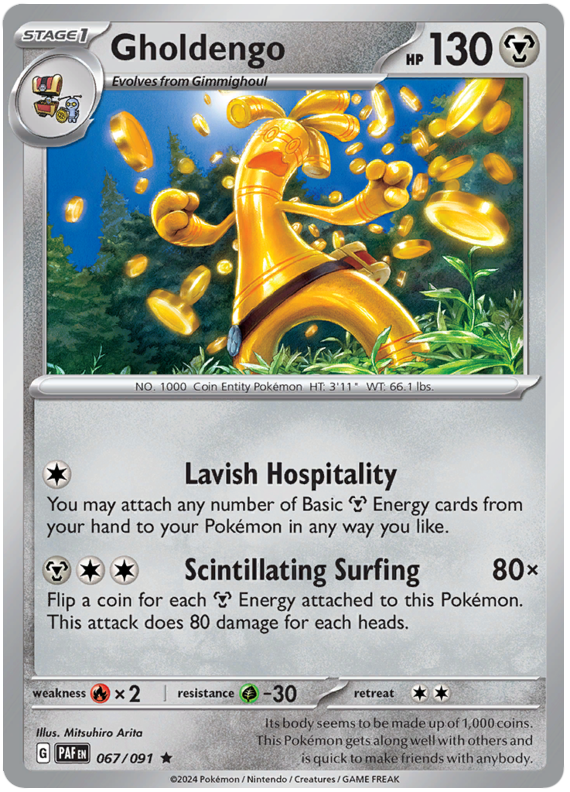 STAGE1
Gholdengo
HP 130
Evolves from Gimmighoul
NO. 1000 Coin Entity Pokémon HT: 3'11" WT: 66.1 lbs.
Lavish Hospitality
You may attach any number of Basic Energy cards from
your hand to your Pokémon in any way you like.
Scintillating Surfing 80×
Flip a coin for each Energy attached to this Pokémon.
This attack does 80 damage for each heads.
weakness ×2 resistance -30 retreat
Illus. Mitsuhiro Arita
G PAF EN 067/091 ★
Its body seems to be made up of 1,000 coins.
This Pokémon gets along well with others and
is quick to make friends with anybody.
©2024 Pokémon / Nintendo / Creatures / GAME FREAK